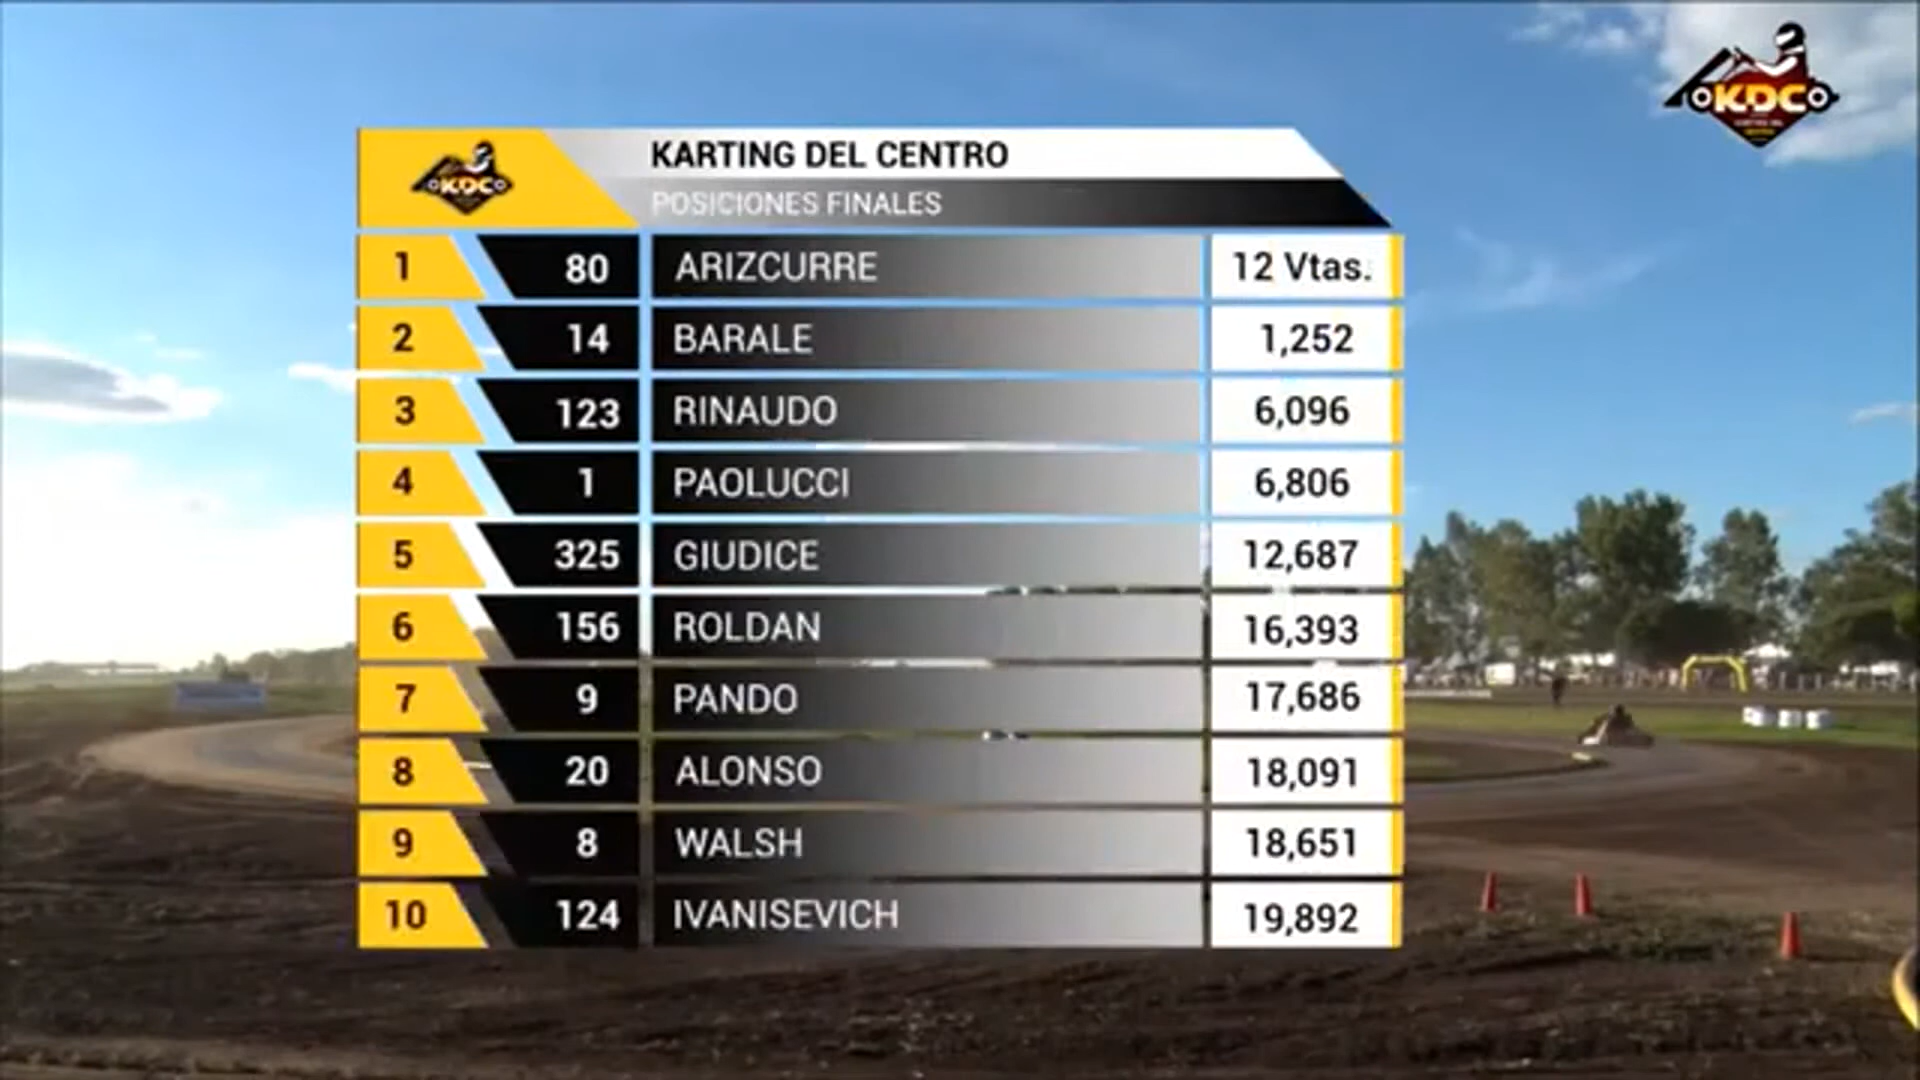 KDC
KARTING DEL CENTRO
KDC
POSICIONES FINALES
1 80 ARIZCURRE 12 Vtas.
2 14 BARALE 1,252
3 123 RINAUDO 6,096
4 1 PAOLUCCI 6,806
5 325 GIUDICE 12,687
6 156 ROLDAN 16,393
7 9 PANDO 17,686
8 20 ALONSO 18,091
9 8 WALSH 18,651
10 124 IVANISEVICH 19,892